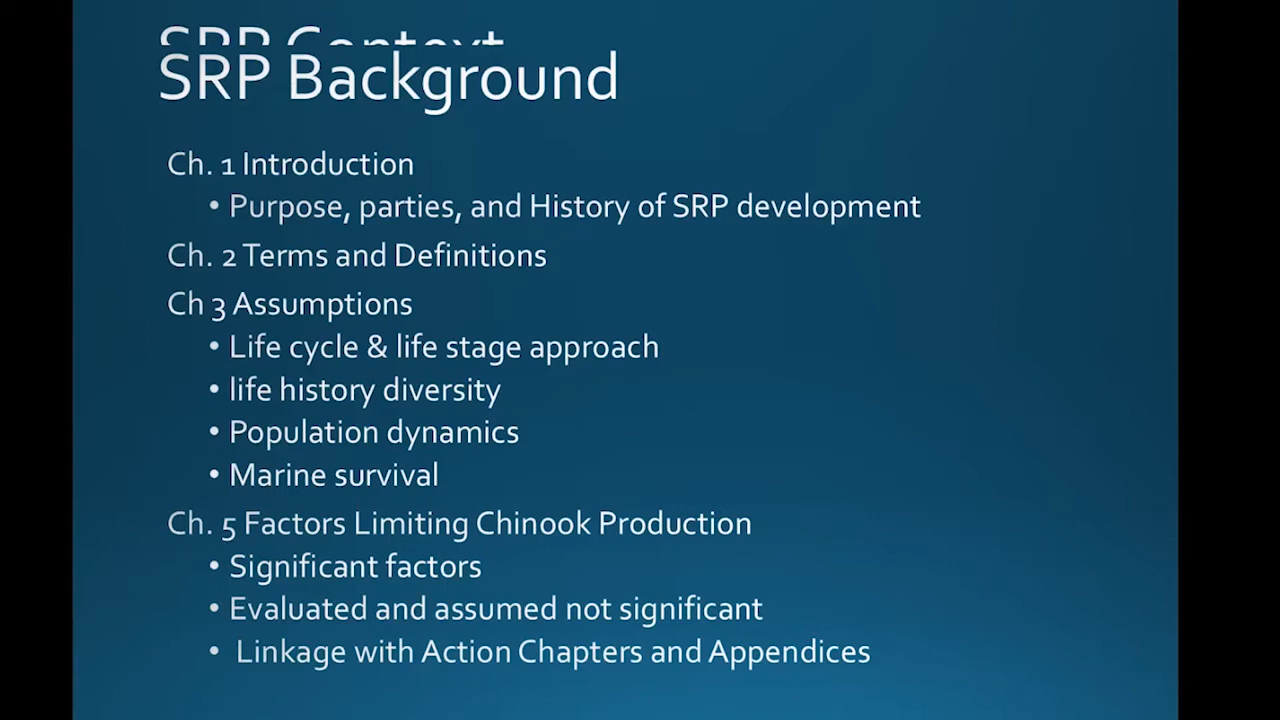 SRP Context
SRP Background
Ch. 1 Introduction
• Purpose, parties, and History of SRP development
Ch. 2 Terms and Definitions
Ch 3 Assumptions
• Life cycle & life stage approach
• life history diversity
• Population dynamics
• Marine survival
Ch. 5 Factors Limiting Chinook Production
• Significant factors
• Evaluated and assumed not significant
• Linkage with Action Chapters and Appendices